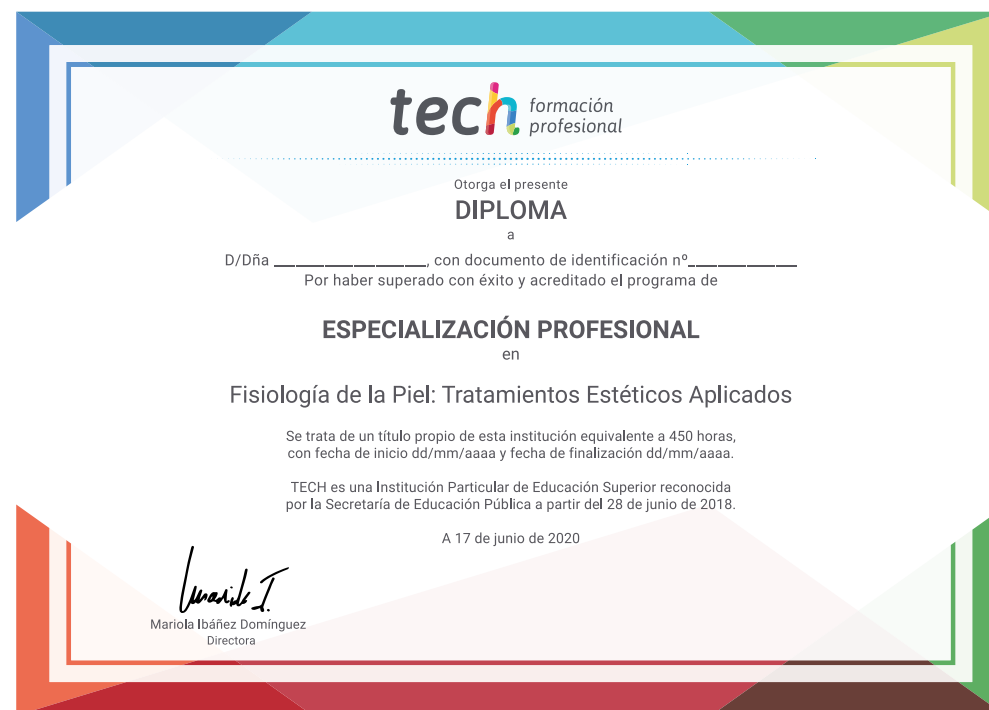 tech formación
profesional
Otorga el presente
DIPLOMA
a
D/Dña _________________, con documento de identificación nº____________
Por haber superado con éxito y acreditado el programa de
ESPECIALIZACIÓN PROFESIONAL
en
Fisiología de la Piel: Tratamientos Estéticos Aplicados
Se trata de un título propio de esta institución equivalente a 450 horas,
con fecha de inicio dd/mm/aaaa y fecha de finalización dd/mm/aaaa.
TECH es una Institución Particular de Educación Superior reconocida
por la Secretaría de Educación Pública a partir del 28 de junio de 2018.
A 17 de junio de 2020
Mariola Ibáñez Domínguez
Directora